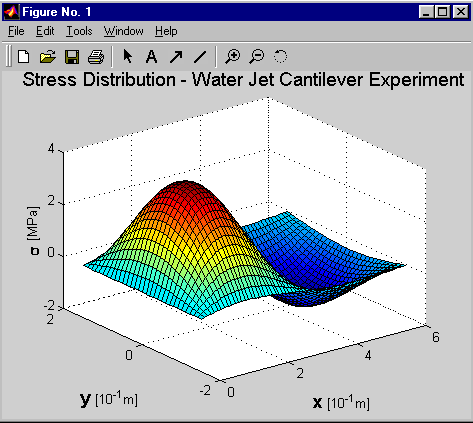 Figure No. 1
File Edit Tools Window Help
A
Stress Distribution - Water Jet Cantilever Experiment
4
2
0
-2
σ [MPa]
2
0
-2
y [10⁻¹m]
0
2
4
6
x [10⁻¹m]